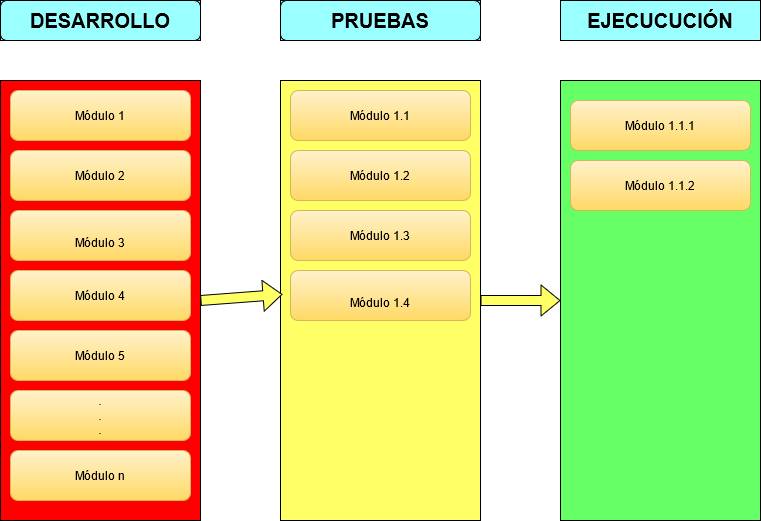 DESARROLLO
PRUEBAS
EJECUCUCIÓN
Módulo 1
Módulo 2
Módulo 3
Módulo 4
Módulo 5
.
.
.
Módulo n
Módulo 1.1
Módulo 1.2
Módulo 1.3
Módulo 1.4
Módulo 1.1.1
Módulo 1.1.2